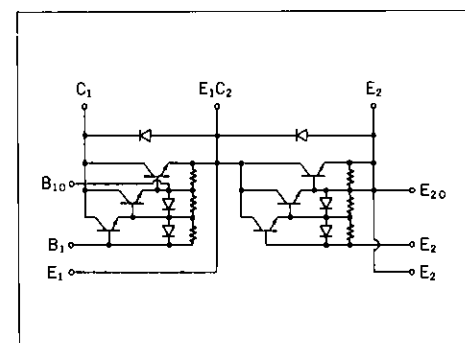 C₁ E₁C₂ E₂
B₁₀ E₂₀
B₁ E₂
E₁ E₂